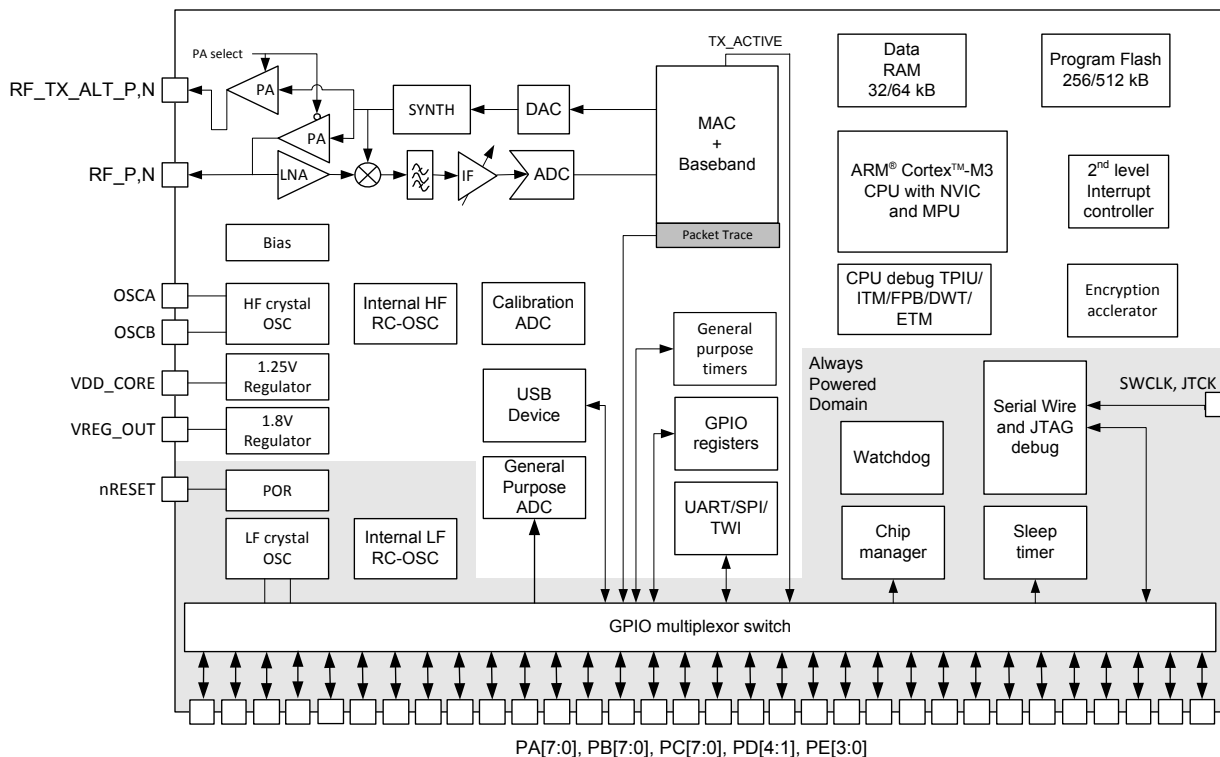 PA select
TX_ACTIVE
RF_TX_ALT_P,N
PA
SYNTH
DAC
MAC
+
Baseband
Data
RAM
32/64 kB
Program Flash
256/512 kB
PA
RF_P,N
LNA
IF
ADC
Packet Trace
ARM® Cortex™-M3
CPU with NVIC
and MPU
2nd level
Interrupt
controller
Bias
OSCA
OSCB
HF crystal
OSC
Internal HF
RC-OSC
Calibration
ADC
CPU debug TPIU/
ITM/FPB/DWT/
ETM
Encryption
acclerator
General
purpose
timers
VDD_CORE
1.25V
Regulator
VREG_OUT
1.8V
Regulator
USB
Device
GPIO
registers
Always
Powered
Domain
Serial Wire
and JTAG
debug
SWCLK, JTCK
Watchdog
nRESET
POR
General
Purpose
ADC
UART/SPI/
TWI
LF crystal
OSC
Internal LF
RC-OSC
Chip
manager
Sleep
timer
GPIO multiplexor switch
PA[7:0], PB[7:0], PC[7:0], PD[4:1], PE[3:0]